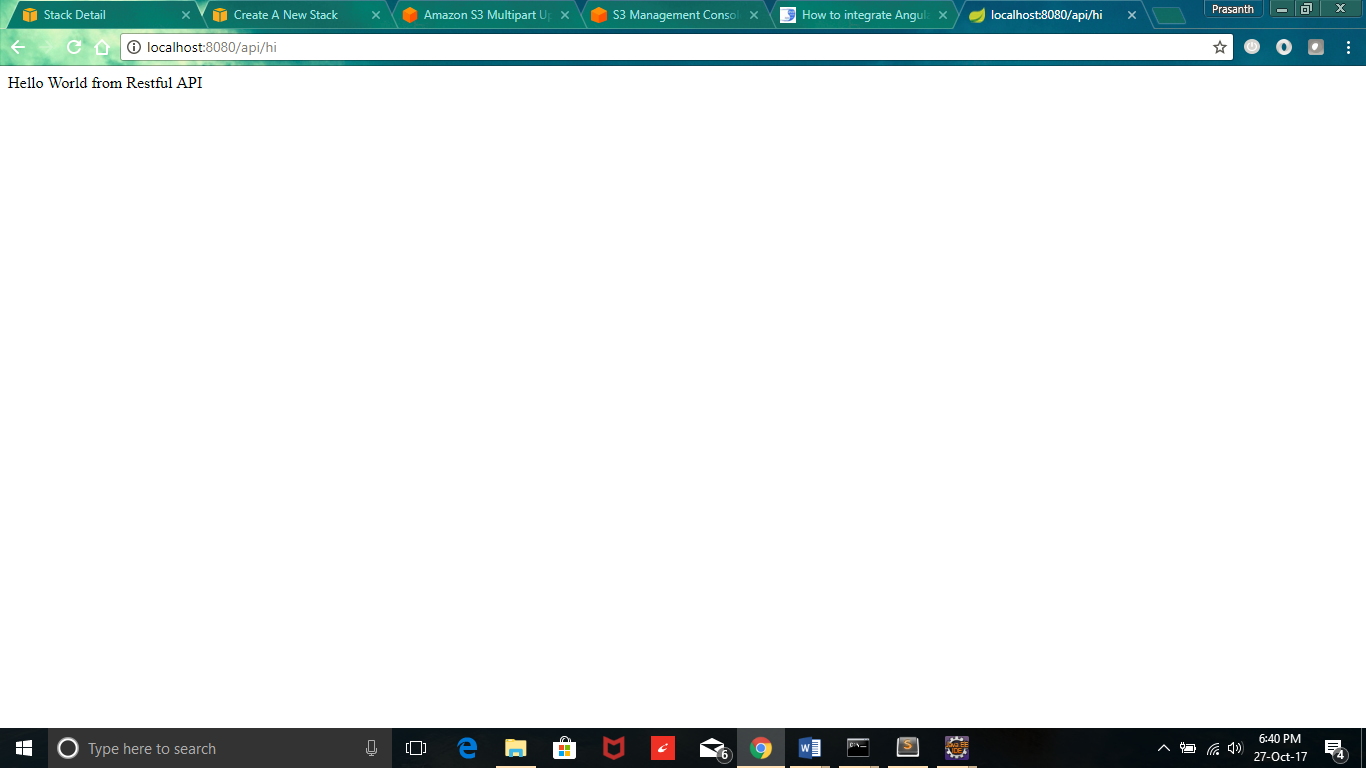 Stack Detail
Create A New Stack
Amazon S3 Multipart Up
S3 Management Consol
How to integrate Angula
localhost:8080/api/hi
Prasanth
localhost:8080/api/hi
Hello World from Restful API
Type here to search
6
6:40 PM
27-Oct-17
4